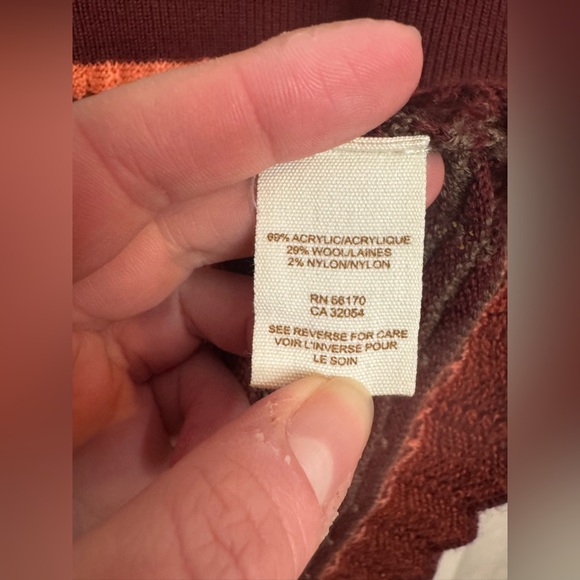 69% ACRYLIC/ACRYLIQUE
29% WOOL/LAINES
2% NYLON/NYLON
RN 56170
CA 32054
SEE REVERSE FOR CARE
VOIR L'INVERSE POUR
LE SOIN